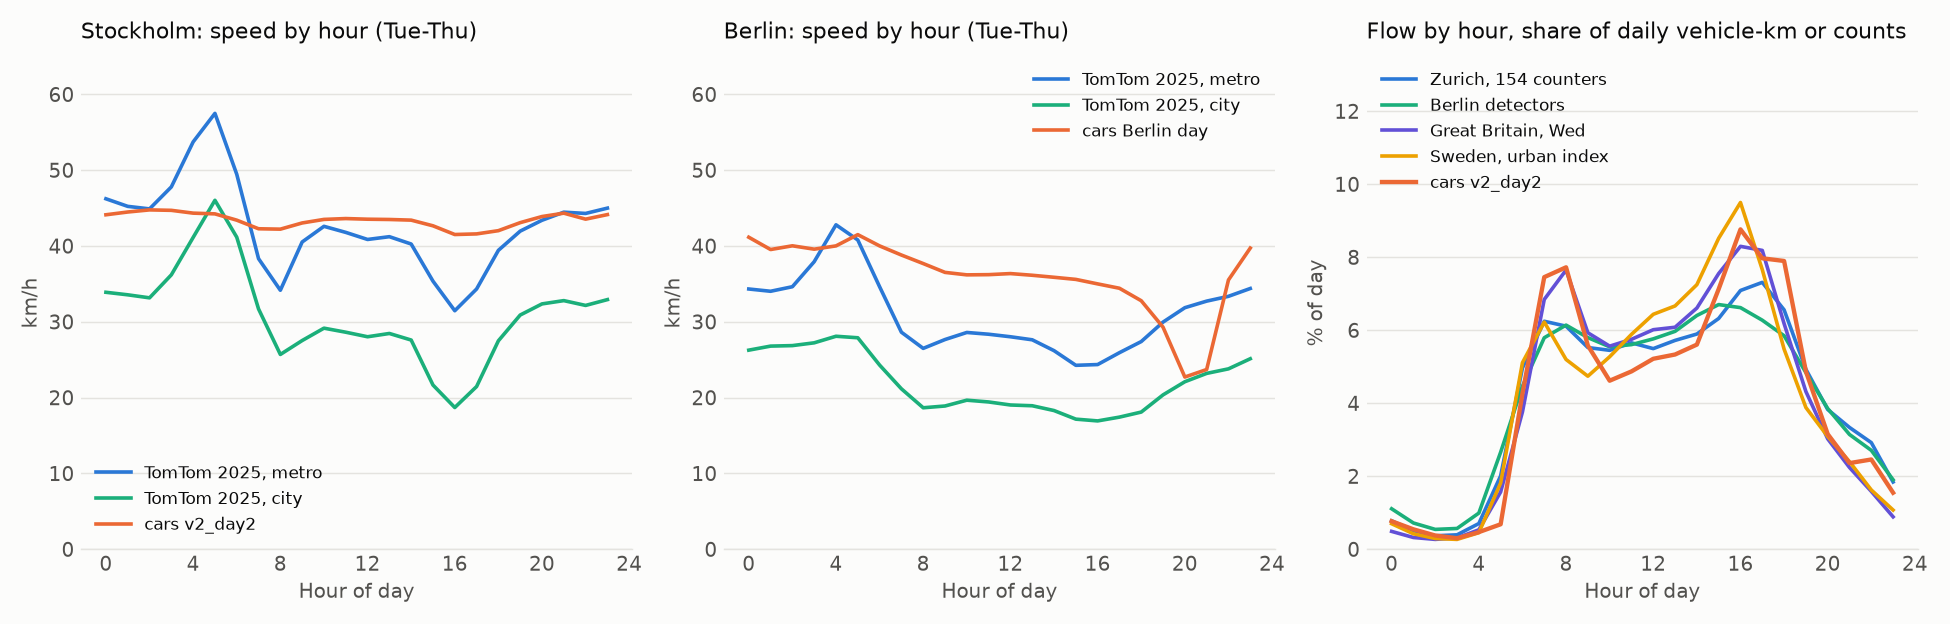 Stockholm: speed by hour (Tue-Thu)
60
50
40
30
20
10
0
km/h
TomTom 2025, metro
TomTom 2025, city
cars v2_day2
0 4 8 12 16 20 24
Hour of day
Berlin: speed by hour (Tue-Thu)
TomTom 2025, metro
TomTom 2025, city
cars Berlin day
60
50
40
30
20
10
0
km/h
0 4 8 12 16 20 24
Hour of day
Flow by hour, share of daily vehicle-km or counts
Zurich, 154 counters
Berlin detectors
Great Britain, Wed
Sweden, urban index
cars v2_day2
12
10
8
6
4
2
0
% of day
0 4 8 12 16 20 24
Hour of day